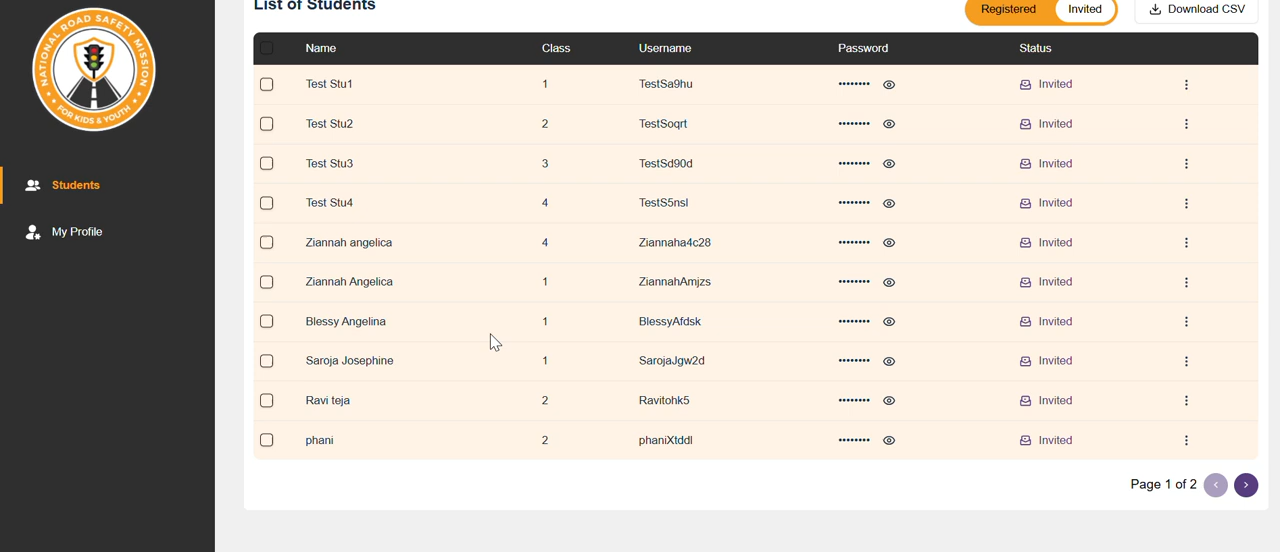 NATIONAL ROAD SAFETY MISSION
FOR KIDS & YOUTH
Students
My Profile
List of Students
Registered Invited Download CSV
Name Class Username Password Status
Test Stu1 1 TestSa9hu •••••••• Invited
Test Stu2 2 TestSoqrt •••••••• Invited
Test Stu3 3 TestSd90d •••••••• Invited
Test Stu4 4 TestS5nsl •••••••• Invited
Ziannah angelica 4 Ziannaha4c28 •••••••• Invited
Ziannah Angelica 1 ZiannahAmjzs •••••••• Invited
Blessy Angelina 1 BlessyAfdsk •••••••• Invited
Saroja Josephine 1 SarojaJgw2d •••••••• Invited
Ravi teja 2 Ravitohk5 •••••••• Invited
phani 2 phaniXtddl •••••••• Invited
Page 1 of 2